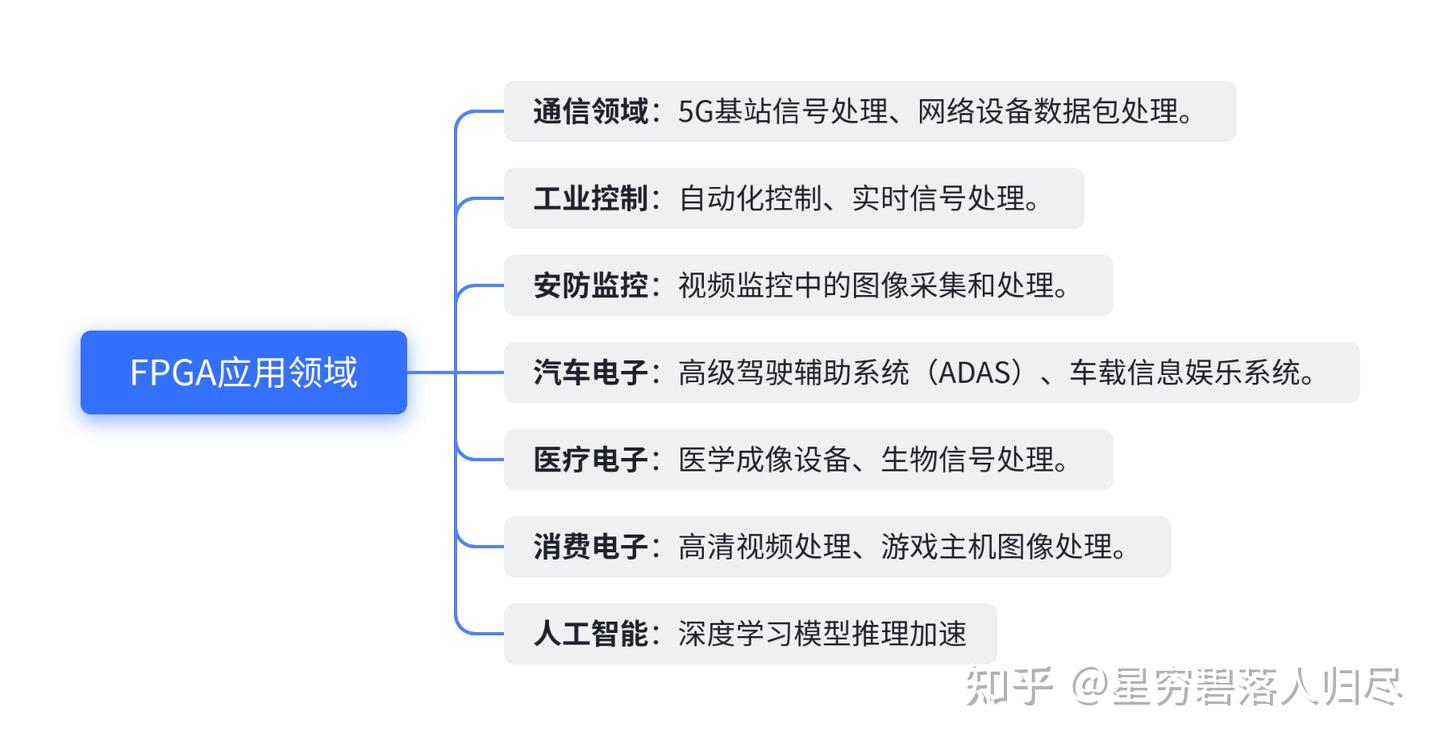 通信领域：5G基站信号处理、网络设备数据包处理。
工业控制：自动化控制、实时信号处理。
安防监控：视频监控中的图像采集和处理。
FPGA应用领域
汽车电子：高级驾驶辅助系统（ADAS）、车载信息娱乐系统。
医疗电子：医学成像设备、生物信号处理。
消费电子：高清视频处理、游戏主机图像处理。
人工智能：深度学习模型推理加速
知乎 @星穷碧落人归尽